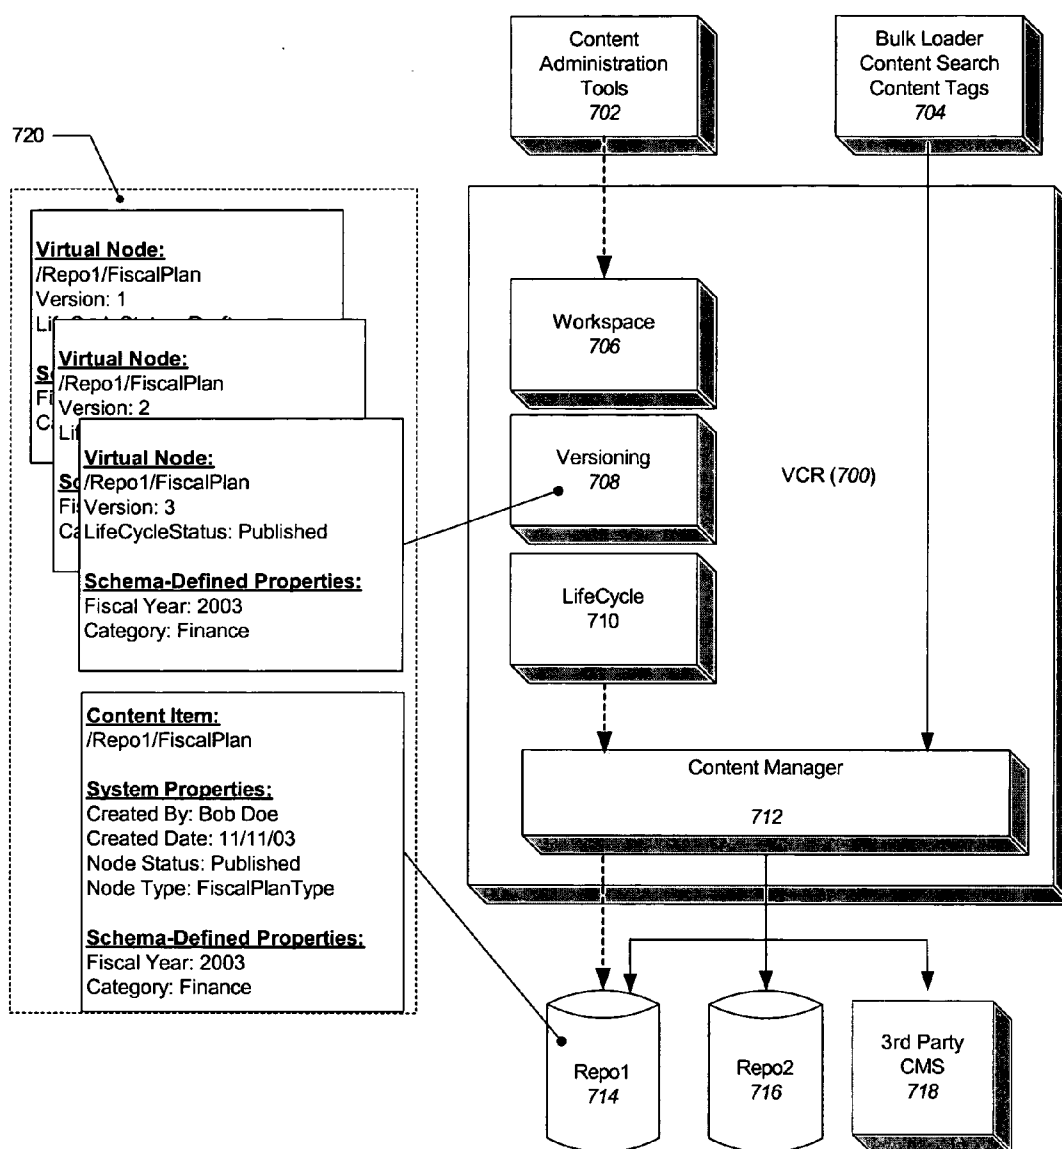 Content
Administration
Tools
702
Bulk Loader
Content Search
Content Tags
704
720
Virtual Node:
/Repo1/FiscalPlan
Version: 1
Virtual Node:
/Repo1/FiscalPlan
Version: 2
Virtual Node:
/Repo1/FiscalPlan
Version: 3
LifeCycleStatus: Published
Schema-Defined Properties:
Fiscal Year: 2003
Category: Finance
Content Item:
/Repo1/FiscalPlan
System Properties:
Created By: Bob Doe
Created Date: 11/11/03
Node Status: Published
Node Type: FiscalPlanType
Schema-Defined Properties:
Fiscal Year: 2003
Category: Finance
Workspace
706
Versioning
708
VCR (700)
LifeCycle
710
Content Manager
712
Repo1
714
Repo2
716
3rd Party
CMS
718